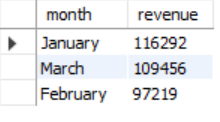 month revenue
January 116292
March 109456
February 97219